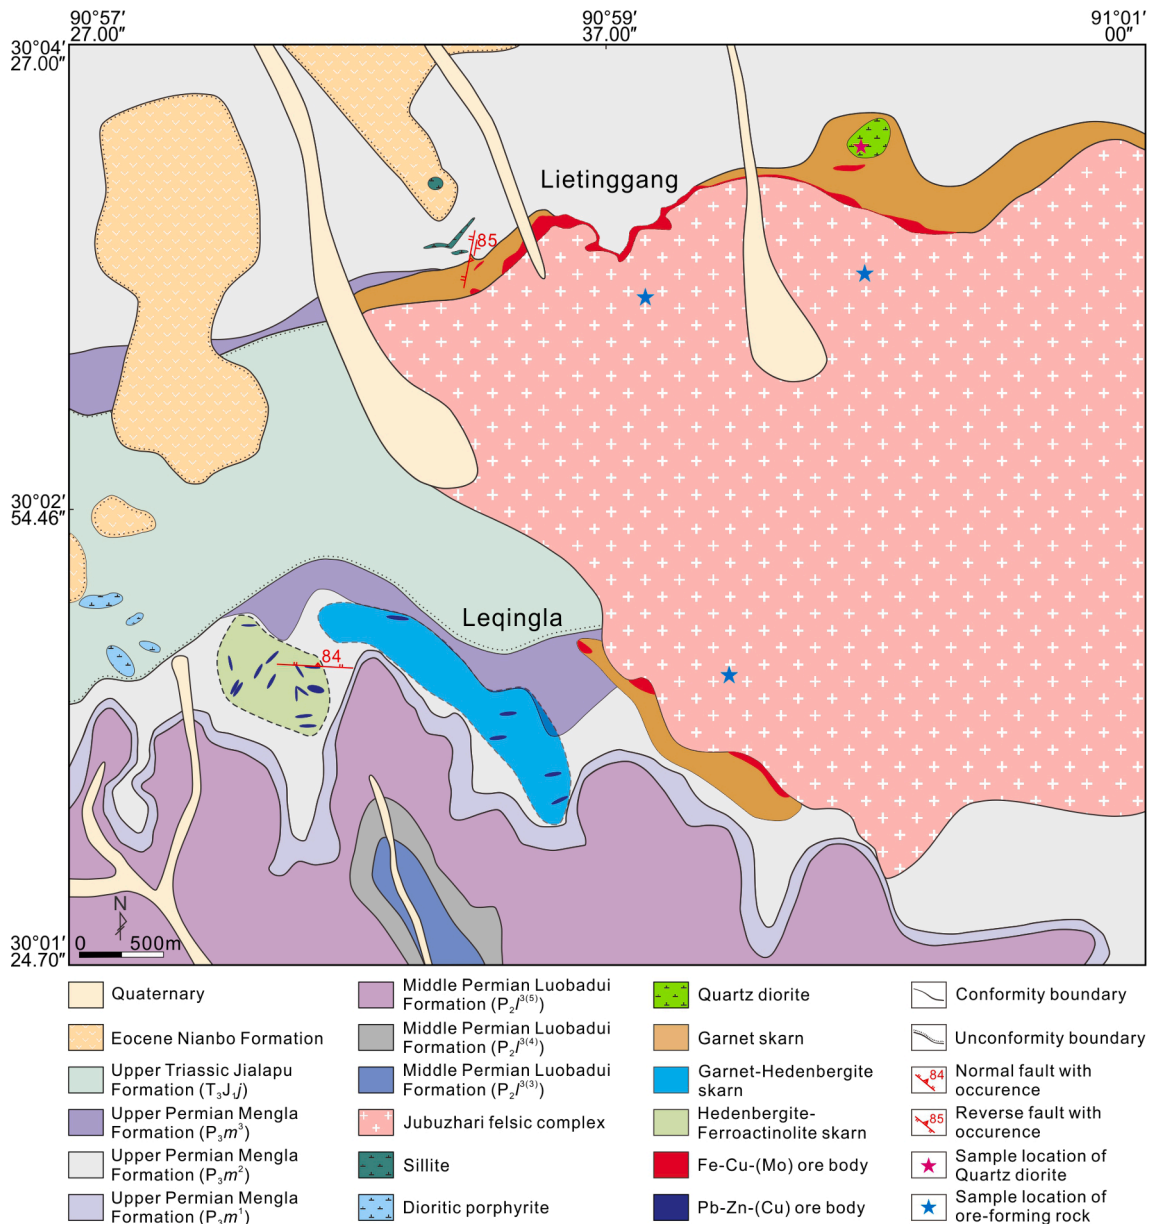 90°57′
27.00″
90°59′
37.00″
91°01′
00″
30°04′
27.00″
Lietinggang
85
30°02′
54.46″
Leqingla
84
N
0 500m
30°01′
24.70″
Quaternary
Eocene Nianbo Formation
Upper Triassic Jialapu
Formation (T₃J₁j)
Upper Permian Mengla
Formation (P₃m³)
Upper Permian Mengla
Formation (P₃m²)
Upper Permian Mengla
Formation (P₃m¹)
Middle Permian Luobadui
Formation (P₂l³⁽⁵⁾)
Middle Permian Luobadui
Formation (P₂l³⁽⁴⁾)
Middle Permian Luobadui
Formation (P₂l³⁽³⁾)
Jubuzhari felsic complex
Sillite
Dioritic porphyrite
Quartz diorite
Garnet skarn
Garnet-Hedenbergite
skarn
Hedenbergite-
Ferroactinolite skarn
Fe-Cu-(Mo) ore body
Pb-Zn-(Cu) ore body
Conformity boundary
Unconformity boundary
84
Normal fault with
occurence
85
Reverse fault with
occurence
Sample location of
Quartz diorite
Sample location of
ore-forming rock